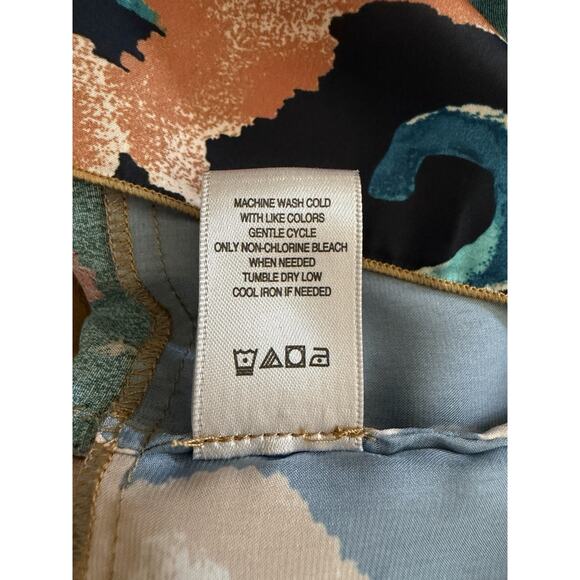 MACHINE WASH COLD
WITH LIKE COLORS
GENTLE CYCLE
ONLY NON-CHLORINE BLEACH
WHEN NEEDED
TUMBLE DRY LOW
COOL IRON IF NEEDED